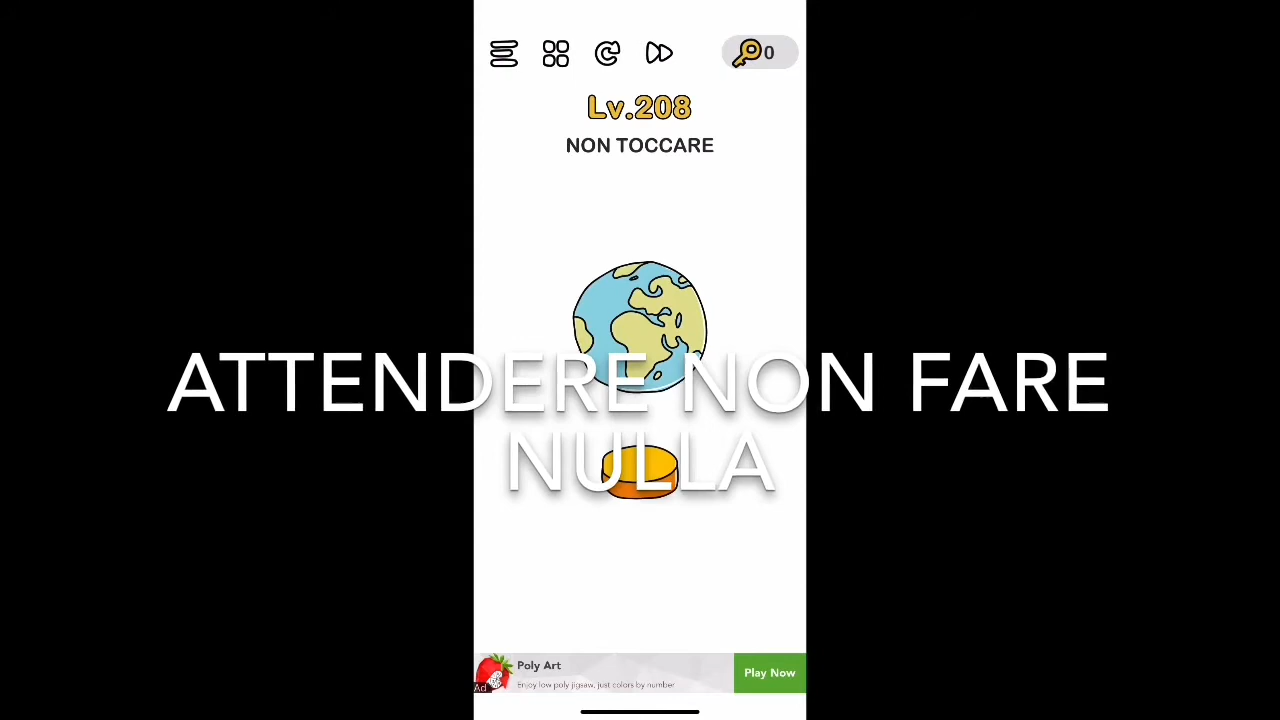 0
Lv.208
NON TOCCARE
ATTENDERE NON FARE
NULLA
Poly Art
Play Now
Ad
Enjoy low poly jigsaw, just colors by number